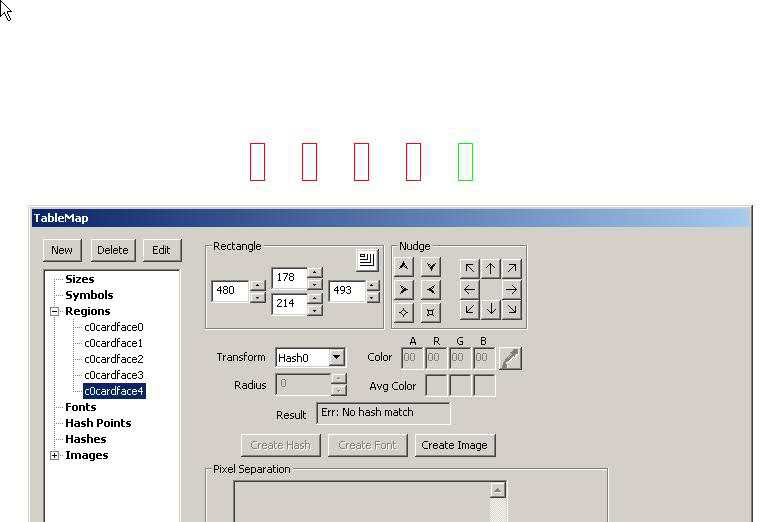 TableMap
New Delete Edit
Rectangle
Nudge
Sizes
Symbols
Regions
c0cardface0
c0cardface1
c0cardface2
c0cardface3
c0cardface4
Fonts
Hash Points
Hashes
Images
480 178 214 493
A R G B
Transform Hash0 Color 00 00 00 00
Radius 0 Avg Color
Result Err: No hash match
Create Hash Create Font Create Image
Pixel Separation